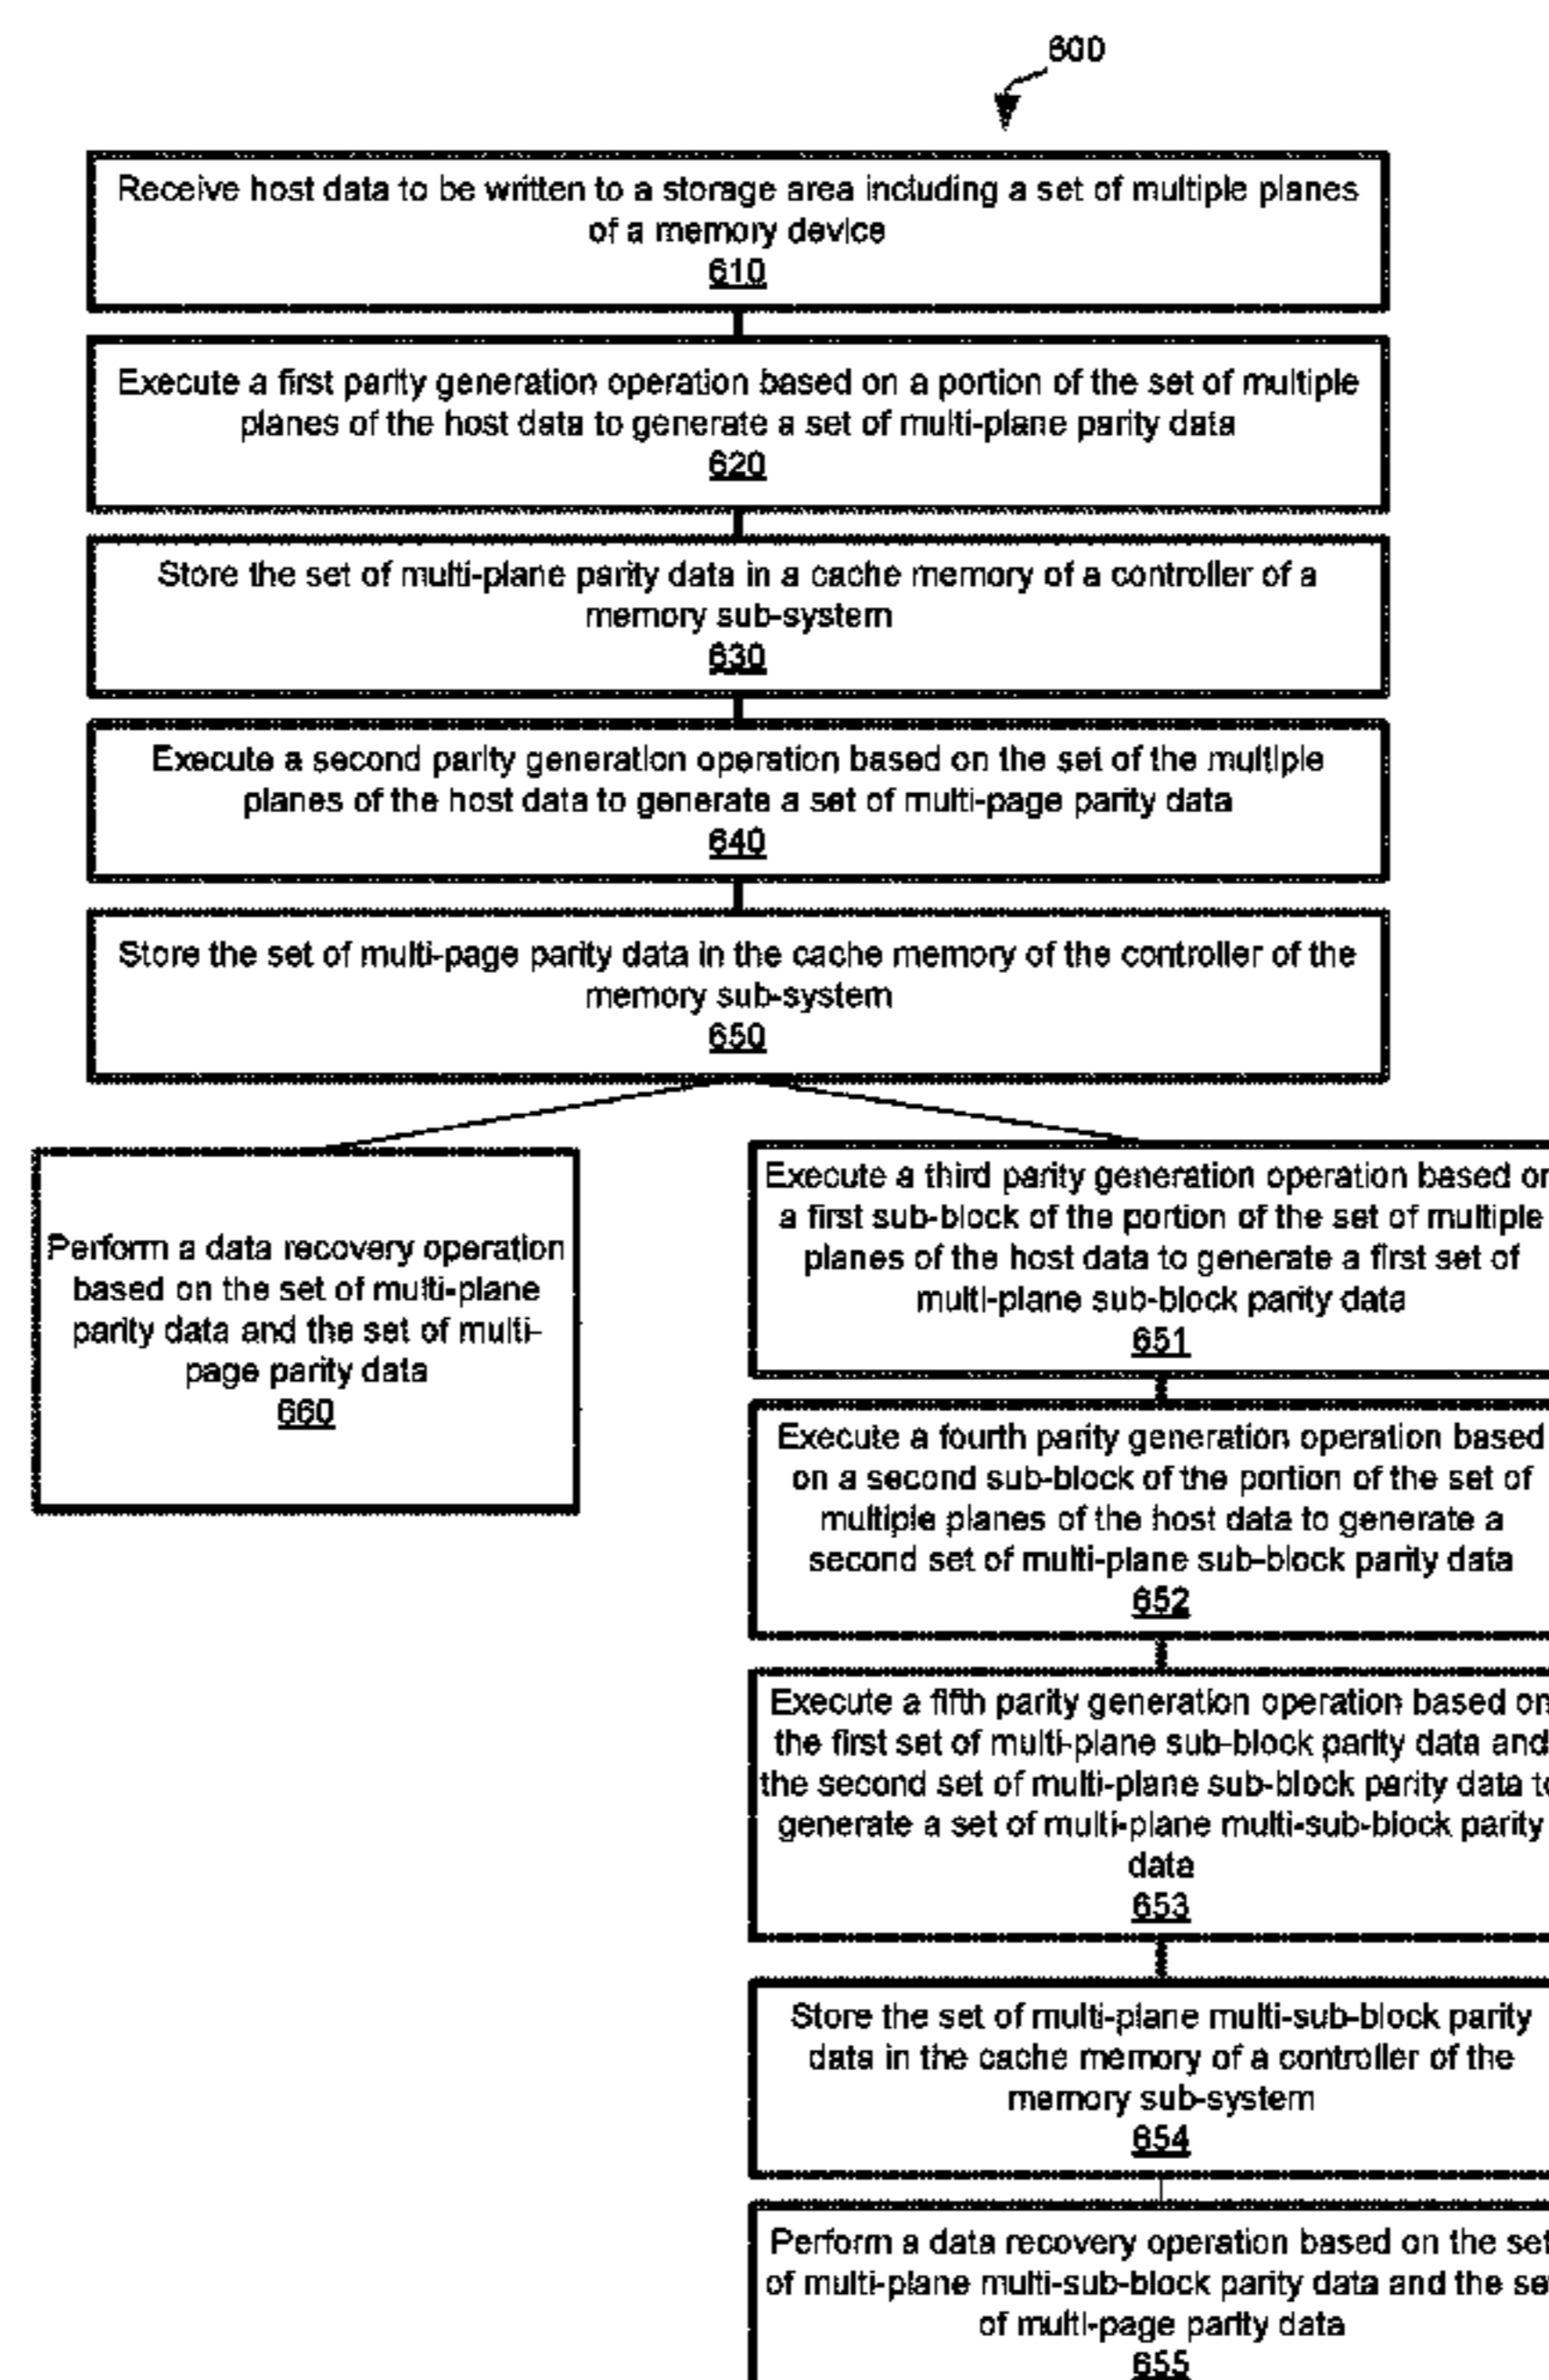 600
Receive host data to be written to a storage area including a set of multiple planes
of a memory device
610
Execute a first parity generation operation based on a portion of the set of multiple
planes of the host data to generate a set of multi-plane parity data
620
Store the set of multi-plane parity data in a cache memory of a controller of a
memory sub-system
630
Execute a second parity generation operation based on the set of the multiple
planes of the host data to generate a set of multi-page parity data
640
Store the set of multi-page parity data in the cache memory of the controller of the
memory sub-system
650
Perform a data recovery operation
based on the set of multi-plane
parity data and the set of multi-
page parity data
660
Execute a third parity generation operation based on
a first sub-block of the portion of the set of multiple
planes of the host data to generate a first set of
multi-plane sub-block parity data
651
Execute a fourth parity generation operation based
on a second sub-block of the portion of the set of
multiple planes of the host data to generate a
second set of multi-plane sub-block parity data
652
Execute a fifth parity generation operation based on
the first set of multi-plane sub-block parity data and
the second set of multi-plane sub-block parity data to
generate a set of multi-plane multi-sub-block parity
data
653
Store the set of multi-plane multi-sub-block parity
data in the cache memory of a controller of the
memory sub-system
654
Perform a data recovery operation based on the set
of multi-plane multi-sub-block parity data and the set
of multi-page parity data
655